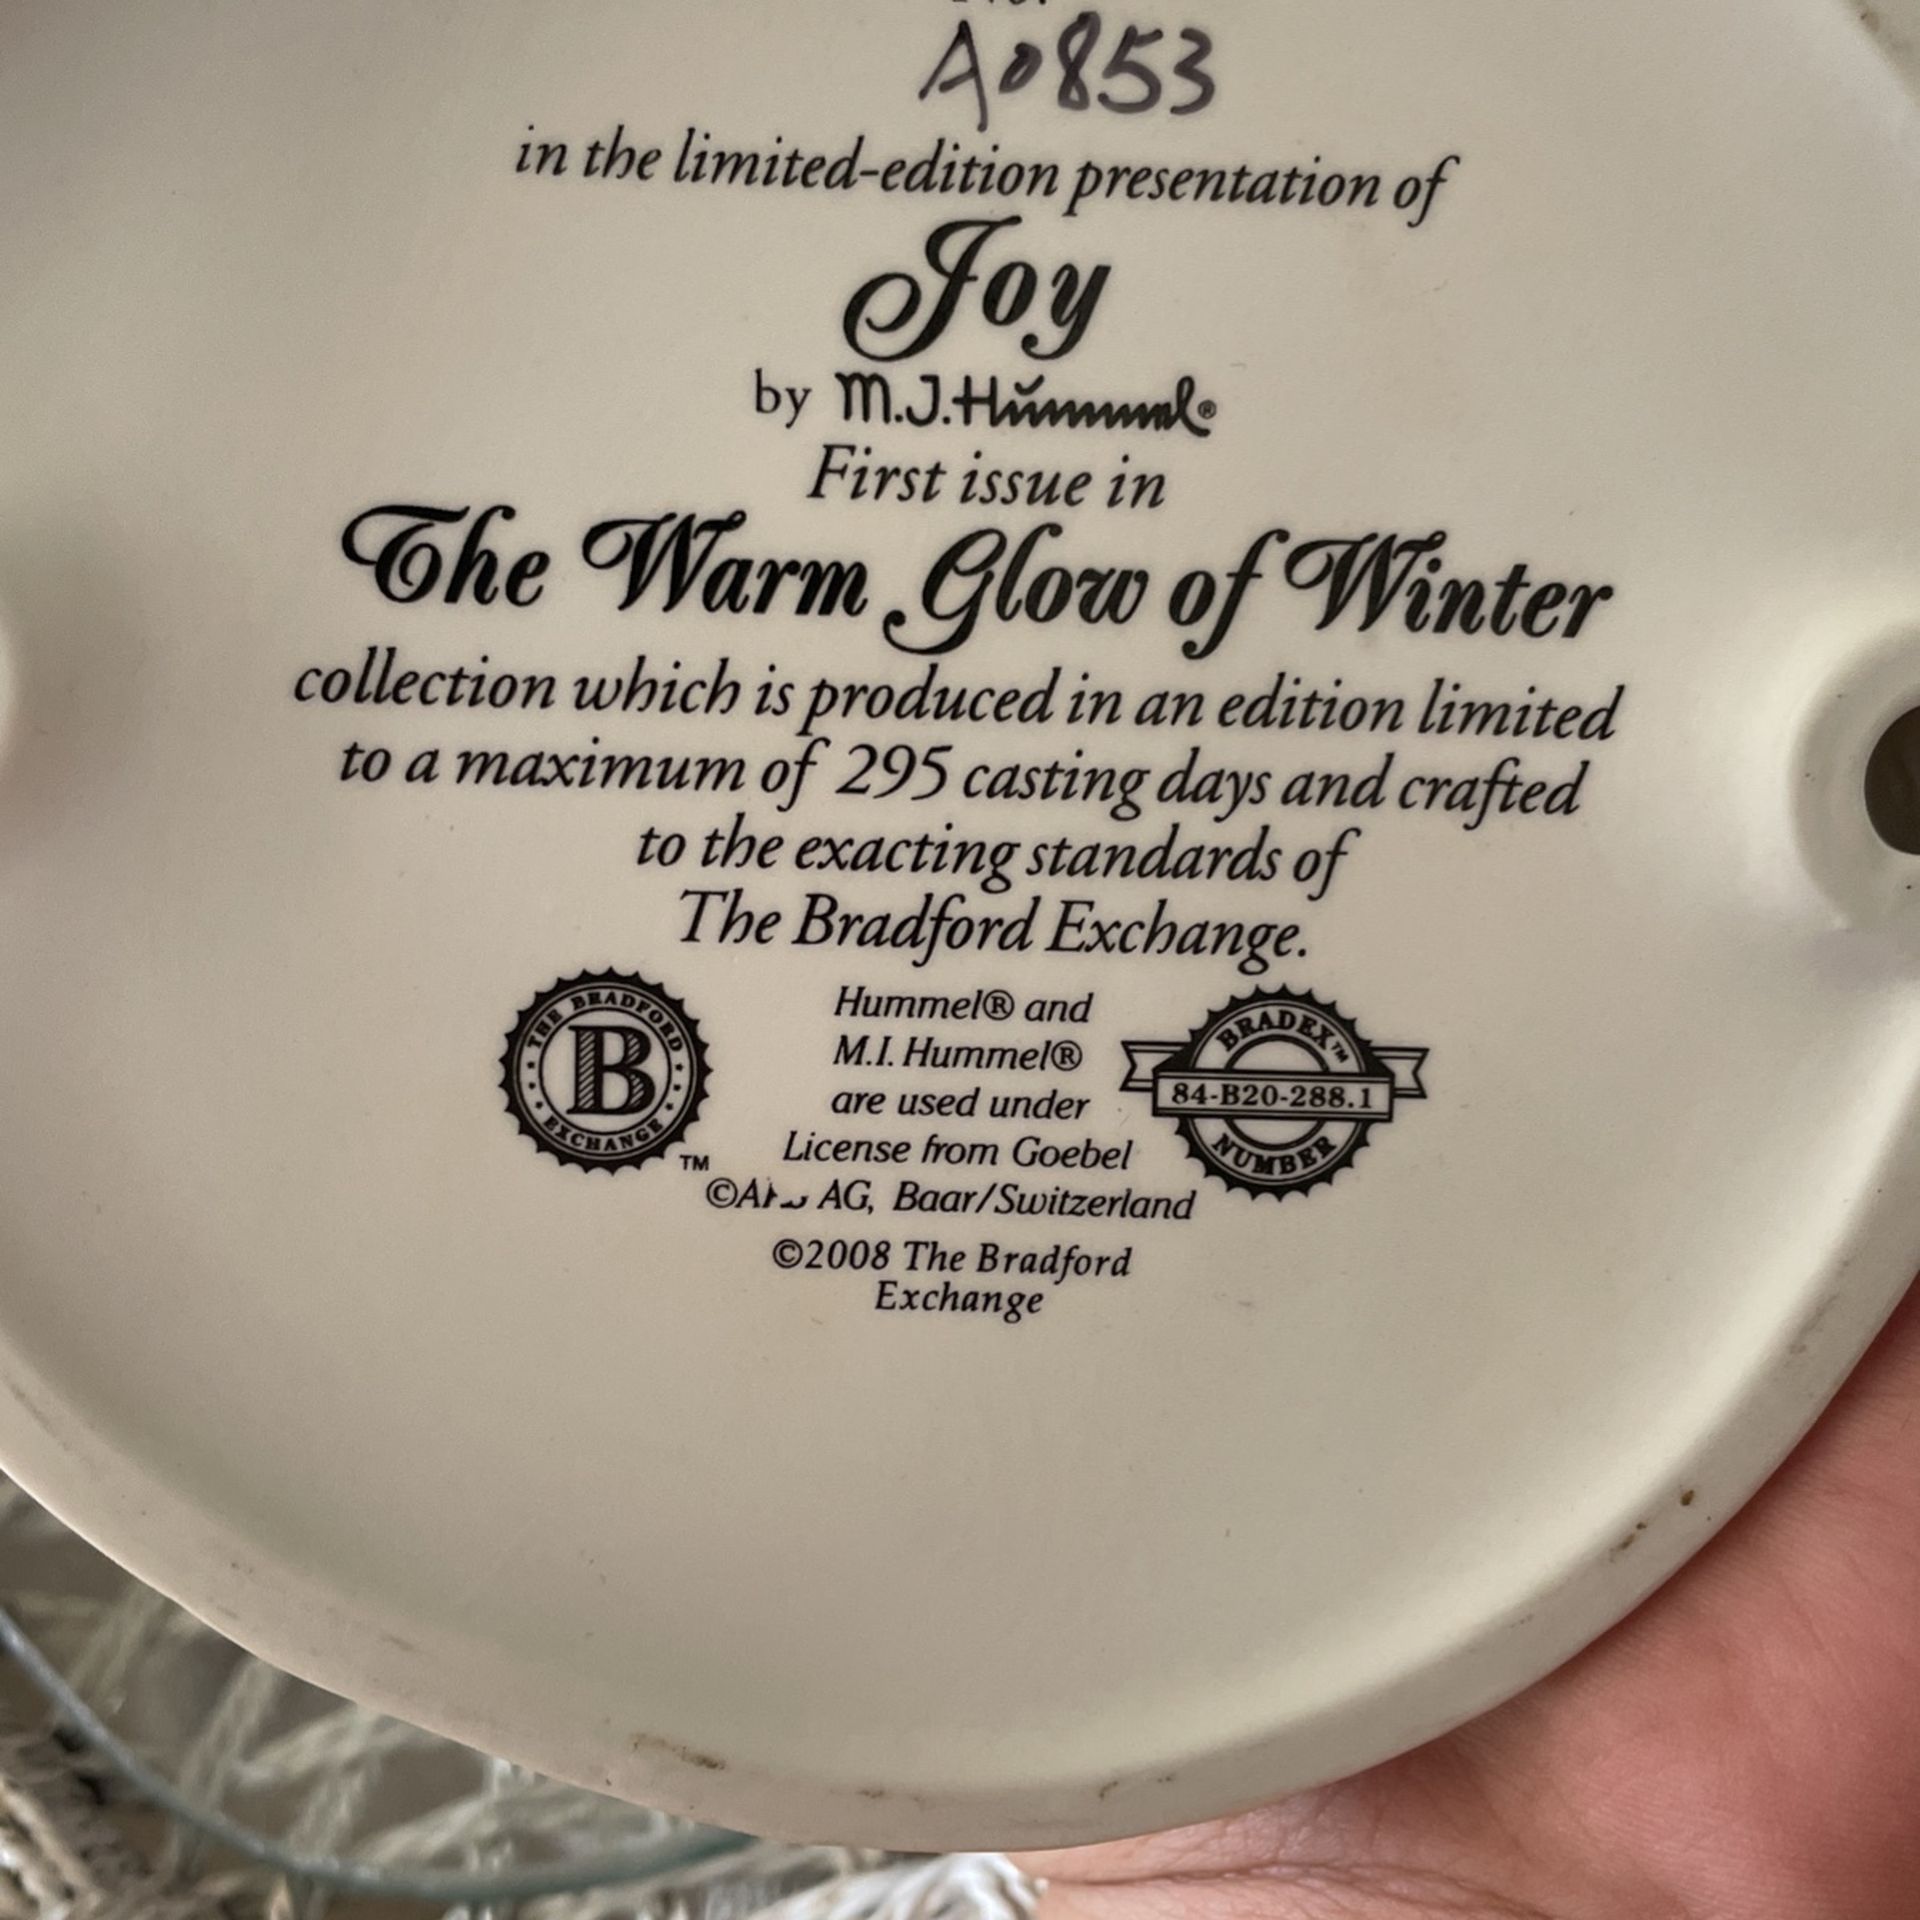 No.
A0853
in the limited-edition presentation of
Joy
by M.J.Hummel®
First issue in
The Warm Glow of Winter
collection which is produced in an edition limited
to a maximum of 295 casting days and crafted
to the exacting standards of
The Bradford Exchange.
THE BRADFORD
B
EXCHANGE
TM
Hummel® and
M.I. Hummel®
are used under
License from Goebel
AG, Baar/Switzerland
©2008 The Bradford
Exchange
BRADEX™
84-B20-288.1
NUMBER